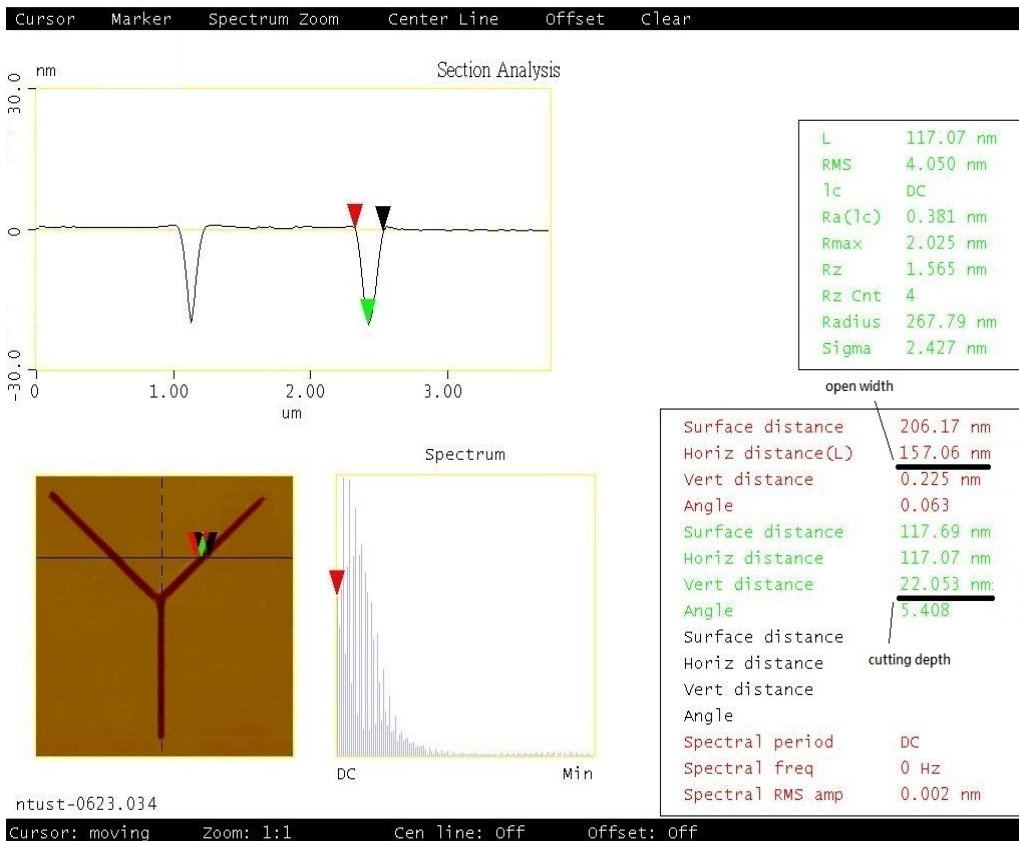 Cursor Marker Spectrum Zoom Center Line Offset Clear
nm
Section Analysis
30.0
0
-30.0
0 1.00 2.00 3.00
um
L 117.07 nm
RMS 4.050 nm
lc DC
Ra(lc) 0.381 nm
Rmax 2.025 nm
Rz 1.565 nm
Rz Cnt 4
Radius 267.79 nm
Sigma 2.427 nm
open width
Surface distance 206.17 nm
Horiz distance(L) 157.06 nm
Vert distance 0.225 nm
Angle 0.063
Surface distance 117.69 nm
Horiz distance 117.07 nm
Vert distance 22.053 nm
Angle 5.408
Surface distance
Horiz distance
cutting depth
Vert distance
Angle
Spectral period DC
Spectral freq 0 Hz
Spectral RMS amp 0.002 nm
Spectrum
DC Min
ntust-0623.034
Cursor: moving Zoom: 1:1 Cen line: Off Offset: Off